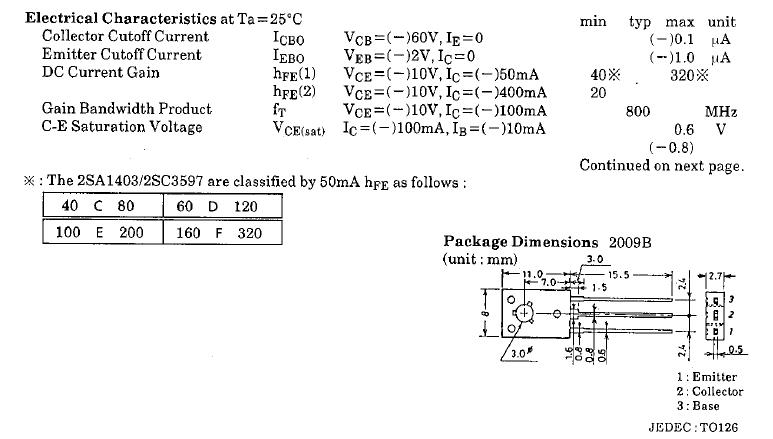 Electrical Characteristics at Ta=25°C min typ max unit
Collector Cutoff Current ICBO VCB=(−)60V, IE=0 (−)0.1 μA
Emitter Cutoff Current IEBO VEB=(−)2V, IC=0 (−)1.0 μA
DC Current Gain hFE(1) VCE=(−)10V, IC=(−)50mA 40※ 320※
hFE(2) VCE=(−)10V, IC=(−)400mA 20
Gain Bandwidth Product fT VCE=(−)10V, IC=(−)100mA 800 MHz
C-E Saturation Voltage VCE(sat) IC=(−)100mA, IB=(−)10mA 0.6 V
(−0.8)
Continued on next page.
※ : The 2SA1403/2SC3597 are classified by 50mA hFE as follows :
40 C 80 60 D 120
100 E 200 160 F 320
Package Dimensions 2009B
(unit : mm)
3.0
11.0 15.5 2.7
7.0
1.5
2.4
8
3
2
1
3.0ø
1.6
0.8
0.8
0.6
2.4
0.5
1 : Emitter
2 : Collector
3 : Base
JEDEC : TO126